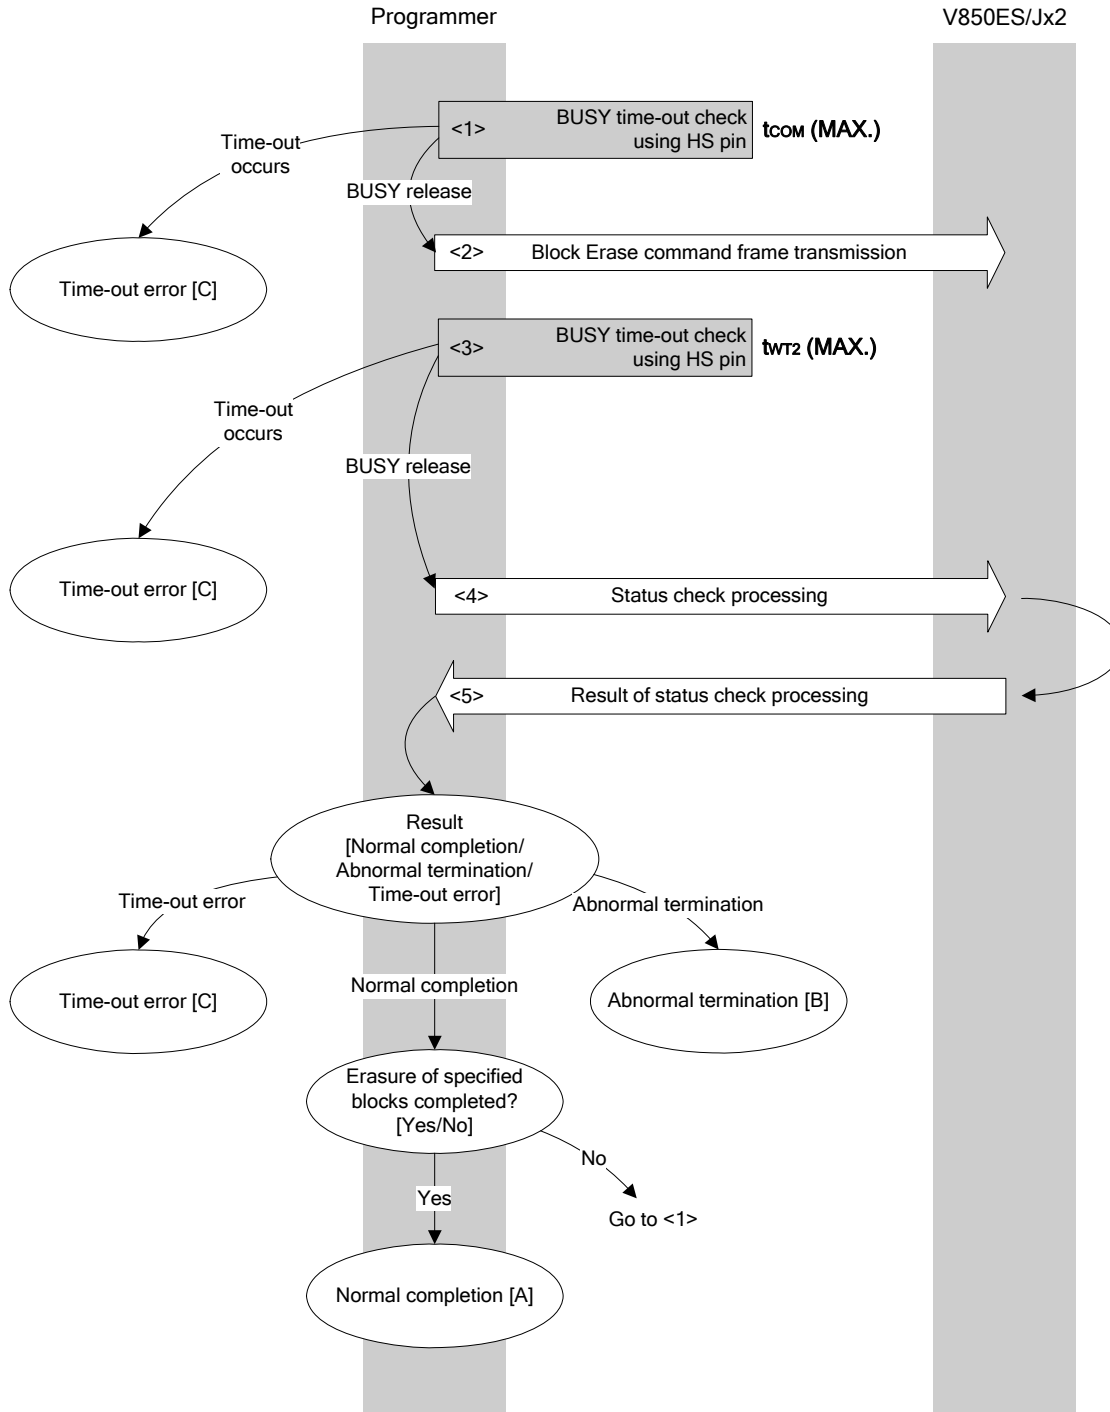 Programmer
V850ES/Jx2
<1>
BUSY time-out check
using HS pin
tCOM (MAX.)
Time-out
occurs
BUSY release
<2>
Block Erase command frame transmission
Time-out error [C]
<3>
BUSY time-out check
using HS pin
tWT2 (MAX.)
Time-out
occurs
BUSY release
Time-out error [C]
<4>
Status check processing
<5>
Result of status check processing
Result
[Normal completion/
Abnormal termination/
Time-out error]
Time-out error
Abnormal termination
Time-out error [C]
Normal completion
Abnormal termination [B]
Erasure of specified
blocks completed?
[Yes/No]
No
Yes
Go to <1>
Normal completion [A]